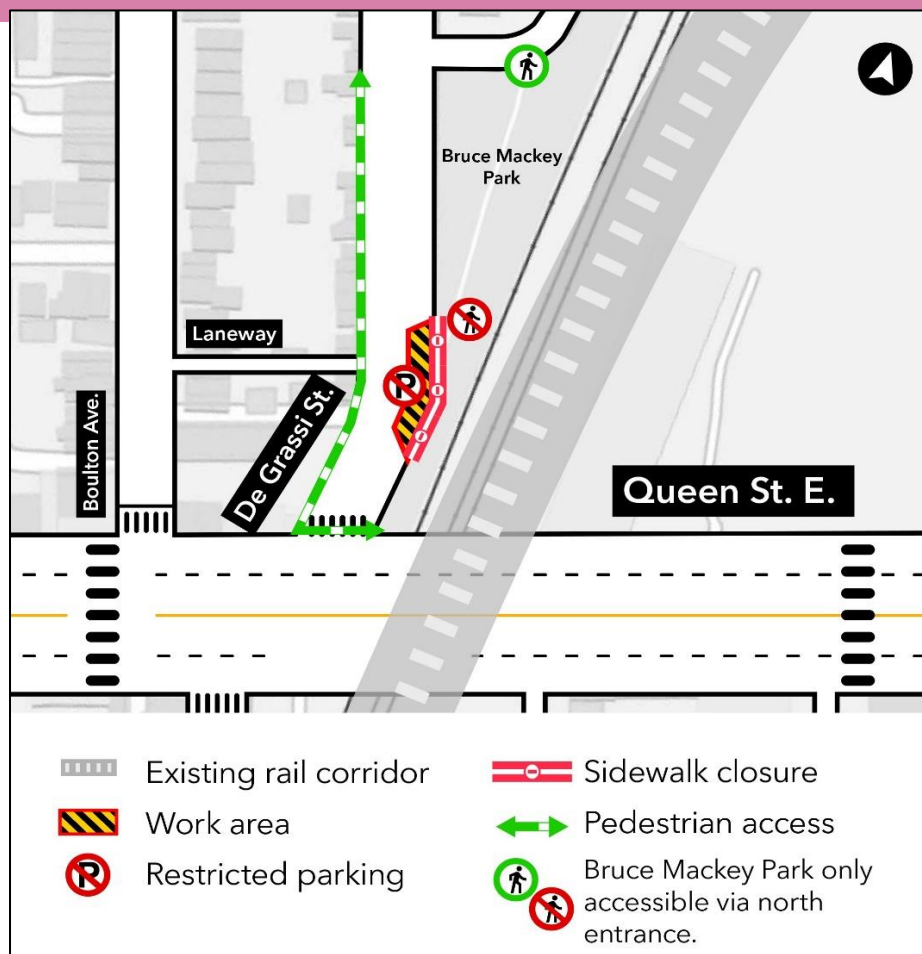 Bruce Mackey
Park
Laneway
P
Boulton Ave.
De Grassi St.
Queen St. E.
Existing rail corridor
Sidewalk closure
Work area
Pedestrian access
P
Restricted parking
Bruce Mackey Park only
accessible via north
entrance.